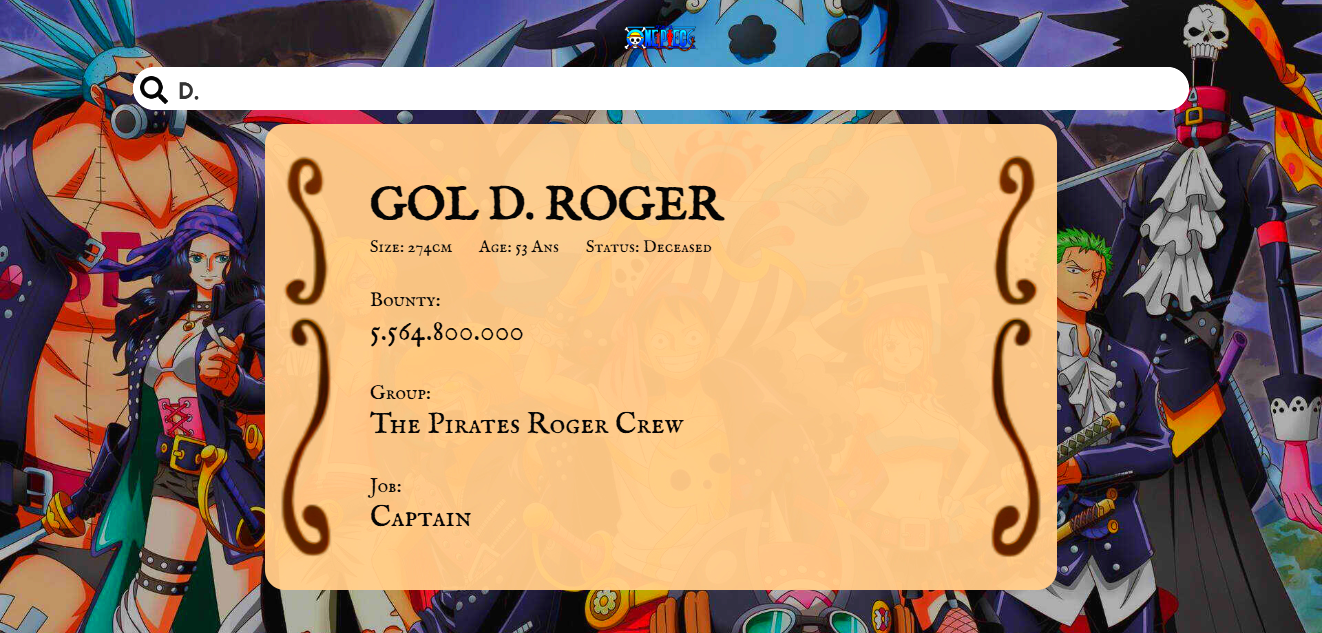 ONE PIECE
D.
GOL D. ROGER
Size: 274cm Age: 53 Ans Status: Deceased
Bounty:
5.564.800.000
Group:
The Pirates Roger Crew
Job:
Captain